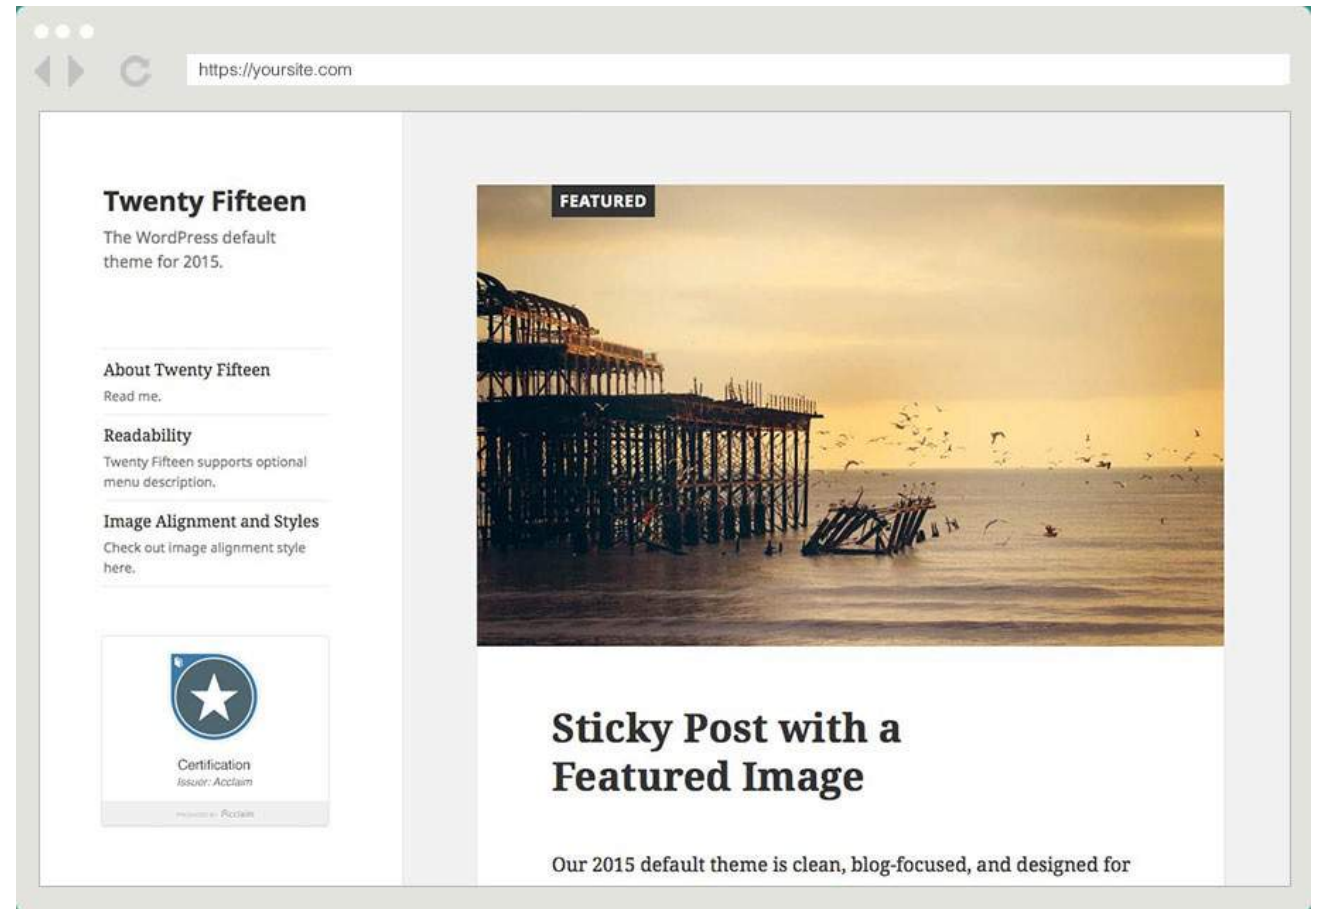 https://yoursite.com
Twenty Fifteen
The WordPress default
theme for 2015.
About Twenty Fifteen
Read me.
Readability
Twenty Fifteen supports optional
menu description.
Image Alignment and Styles
Check out image alignment style
here.
Certification
Issuer: Acclaim
Acclaim
FEATURED
Sticky Post with a
Featured Image
Our 2015 default theme is clean, blog-focused, and designed for